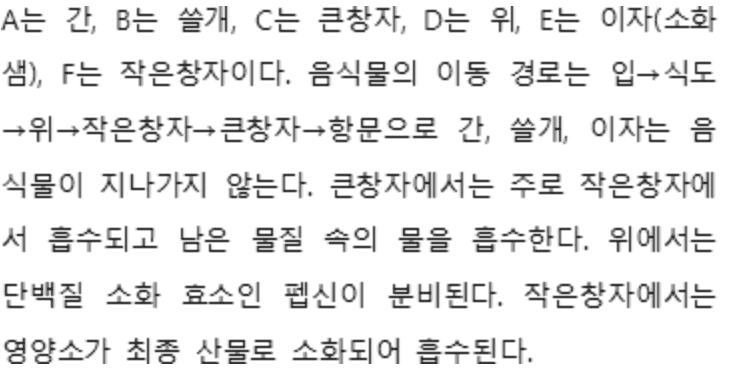 A는 간, B는 쓸개, C는 큰창자, D는 위, E는 이자(소화
샘), F는 작은창자이다. 음식물의 이동 경로는 입→식도
→위→작은창자→큰창자→항문으로 간, 쓸개, 이자는 음
식물이 지나가지 않는다. 큰창자에서는 주로 작은창자에
서 흡수되고 남은 물질 속의 물을 흡수한다. 위에서는
단백질 소화 효소인 펩신이 분비된다. 작은창자에서는
영양소가 최종 산물로 소화되어 흡수된다.